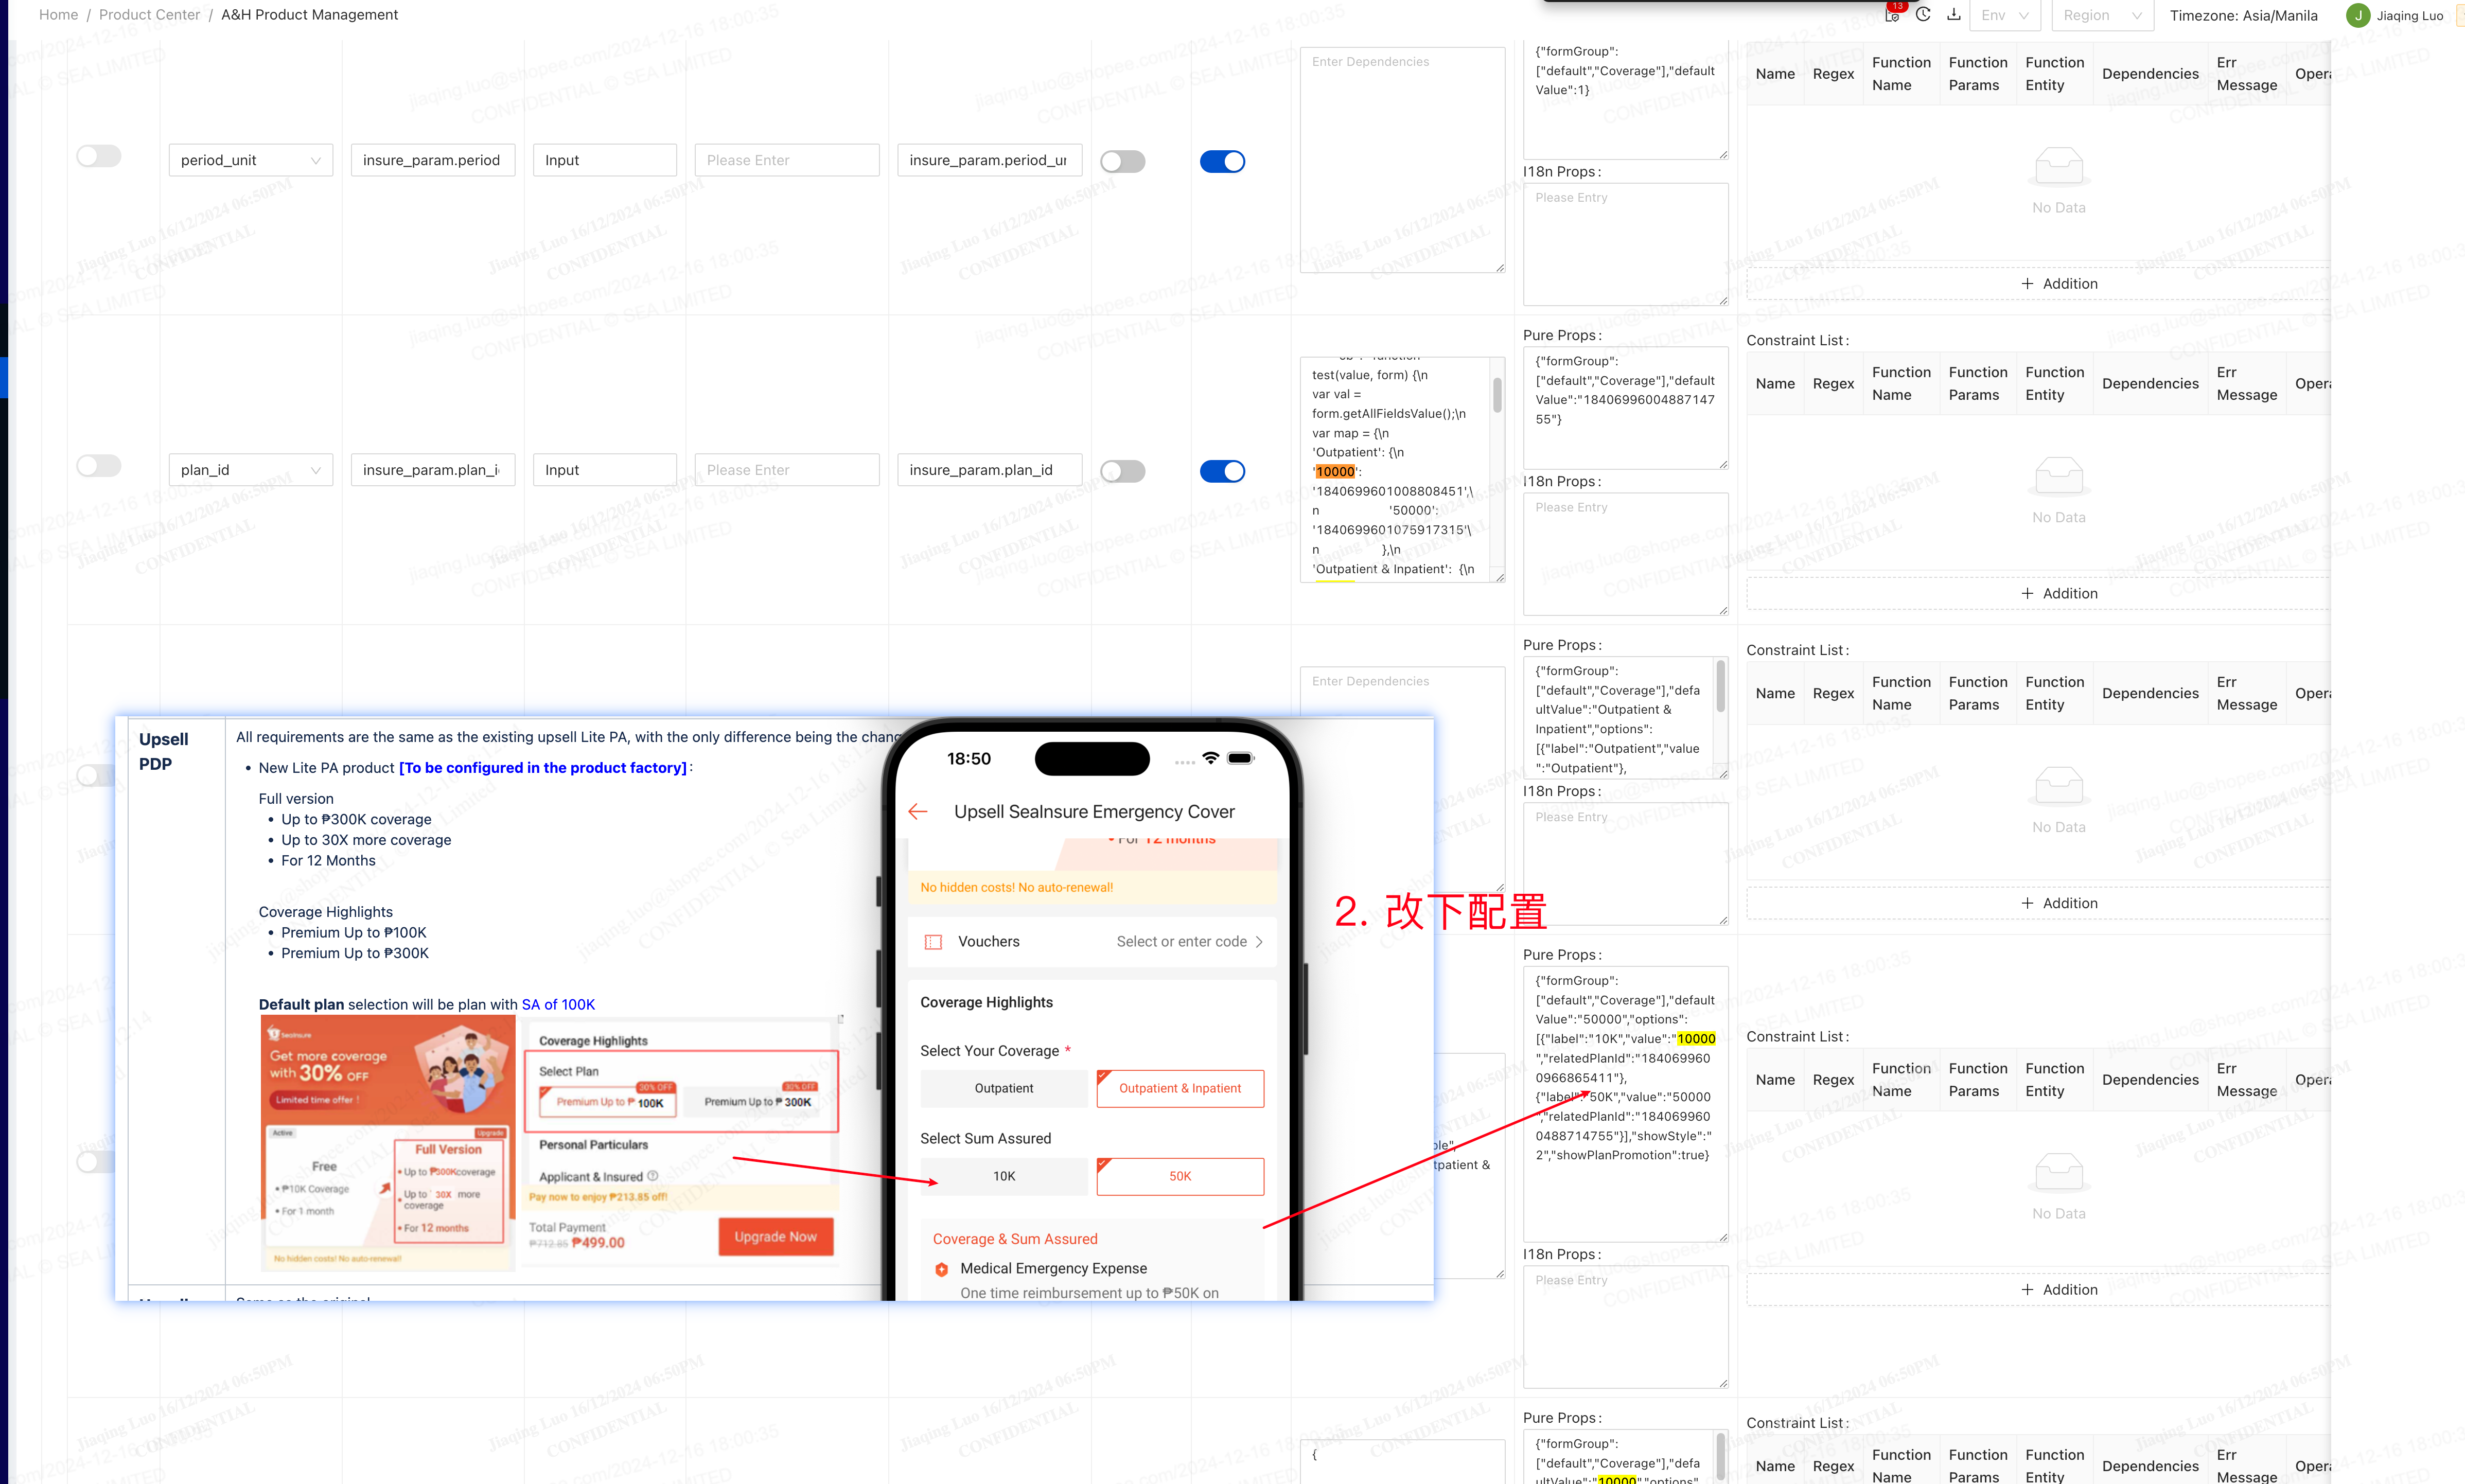 Home / Product Center / A&H Product Management
13
Env
Region
Timezone: Asia/Manila
J
Jiaqing Luo
Enter Dependencies
{"formGroup":
["default","Coverage"],"default
Value":1}
Name
Regex
Function
Name
Function
Params
Function
Entity
Dependencies
Err
Message
period_unit
insure_param.period
Input
Please Enter
I18n Props:
Please Entry
No Data
+ Addition
plan_id
Input
Please Enter
insure_param.plan_id
test(value, form) {\n
var val =
form.getAllFieldsValue();\n
var map = {\n
'Outpatient': {\n
'10000':
'1840699601008808451',\
n '50000':
'1840699601075917315'\
n },\n
'Outpatient & Inpatient': {\n
Pure Props:
{"formGroup":
["default","Coverage"],"default
Value":"18406996004887147
55"}
I18n Props:
Please Entry
Constraint List:
Name
Regex
Function
Name
Function
Params
Function
Entity
Dependencies
Err
Message
No Data
+ Addition
Enter Dependencies
Pure Props:
{"formGroup":
["default","Coverage"],"defa
ultValue":"Outpatient &
Inpatient","options":
[{"label":"Outpatient","value
":"Outpatient"},
I18n Props:
Please Entry
Constraint List:
Name
Regex
Function
Name
Function
Params
Function
Entity
Dependencies
Err
Message
No Data
+ Addition
Upsell
PDP
All requirements are the same as the existing upsell Lite PA, with the only difference being the chang
• New Lite PA product [To be configured in the product factory]:
Full version
• Up to ₱300K coverage
• Up to 30X more coverage
• For 12 Months
Coverage Highlights
• Premium Up to ₱100K
• Premium Up to ₱300K
Default plan selection will be plan with SA of 100K
SeaInsure
Get more coverage
with 30% OFF
Limited time offer !
Active
Upgrade
Free
• ₱10K Coverage
• For 1 month
Full Version
• Up to ₱300K coverage
• Up to 30X more
coverage
• For 12 months
No hidden costs! No auto-renewal!
Coverage Highlights
Select Plan
30% OFF
Premium Up to ₱ 100K
30% OFF
Premium Up to ₱ 300K
Personal Particulars
Applicant & Insured
Pay now to enjoy ₱213.85 off!
Total Payment
₱712.85 ₱499.00
Upgrade Now
18:50
Upsell SeaInsure Emergency Cover
• For 12 months
No hidden costs! No auto-renewal!
Vouchers
Select or enter code
Coverage Highlights
Select Your Coverage *
Outpatient
Outpatient & Inpatient
Select Sum Assured
10K
50K
Coverage & Sum Assured
Medical Emergency Expense
One time reimbursement up to ₱50K on
2. 改下配置
Pure Props:
{"formGroup":
["default","Coverage"],"default
Value":"50000","options":
[{"label":"10K","value":"10000
","relatedPlanId":"184069960
0966865411"},
{"label":"50K","value":"50000
","relatedPlanId":"184069960
0488714755"}],"showStyle":"
2","showPlanPromotion":true}
I18n Props:
Please Entry
Constraint List:
Name
Regex
Function
Name
Function
Params
Function
Entity
Dependencies
Err
Message
No Data
+ Addition
{
Pure Props:
{"formGroup":
["default","Coverage"],"defa
ultValue":"10000","options"
Constraint List:
Name
Regex
Function
Name
Function
Params
Function
Entity
Dependencies
Err
Message
Jiaqing Luo 16/12/2024 06:50PM
CONFIDENTIAL
jiaqing.luo@shopee.com/2024-12-16 18:00:35
CONFIDENTIAL © SEA LIMITED